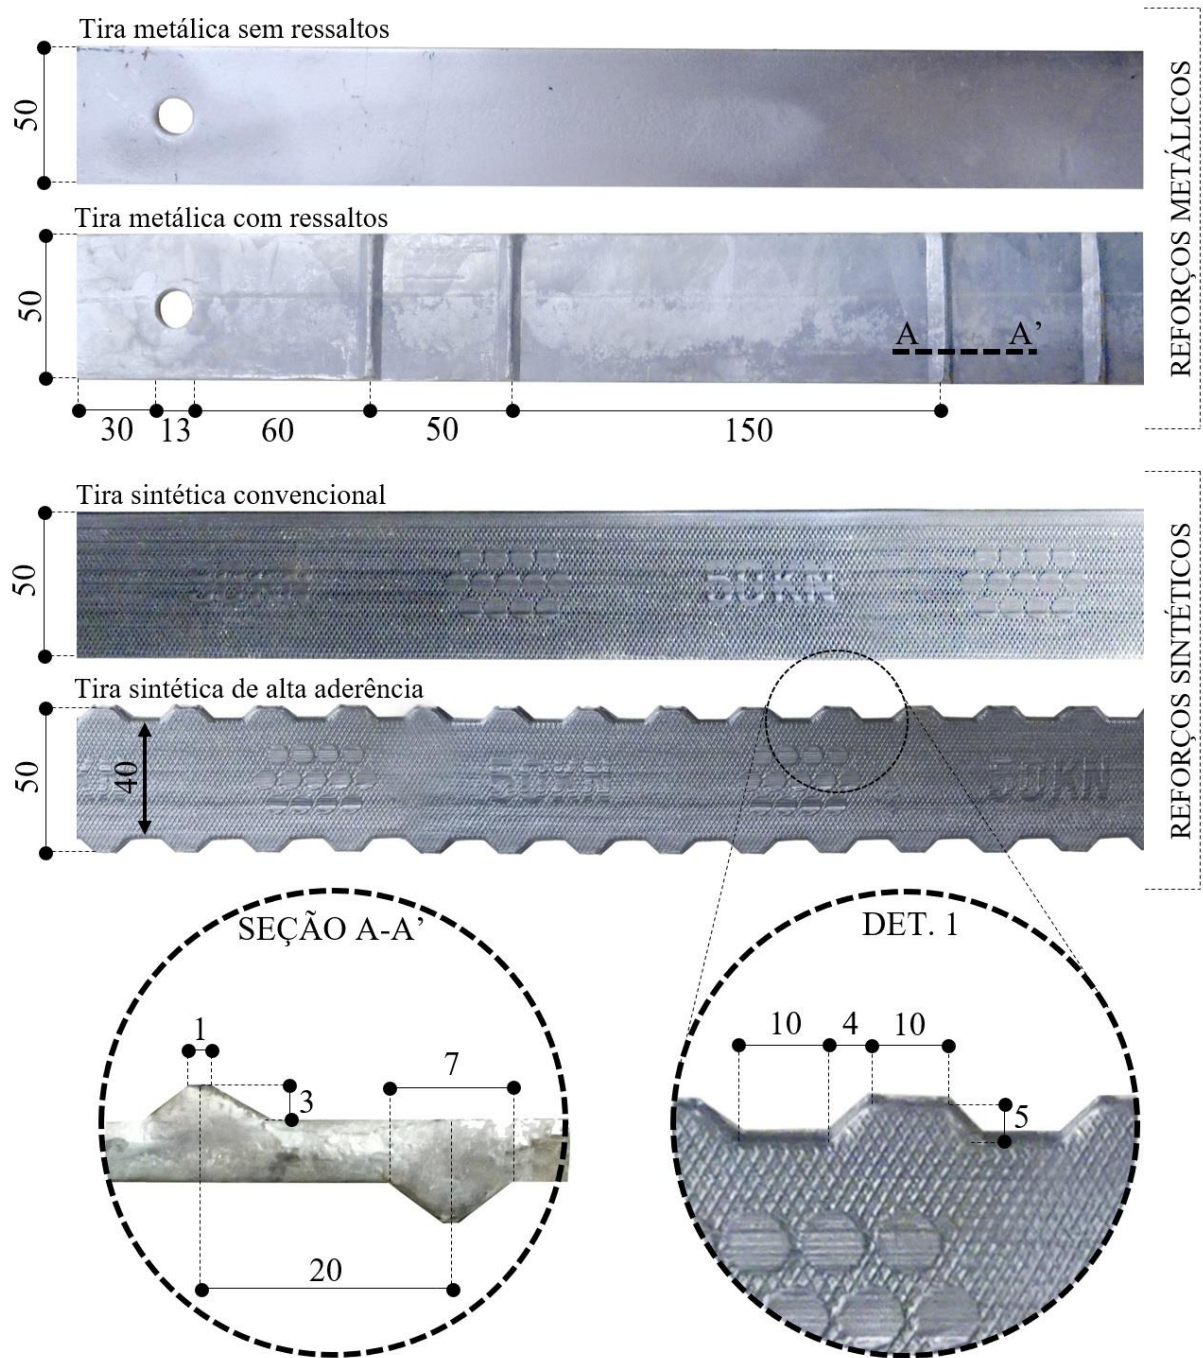 Tira metálica sem ressaltos
50
Tira metálica com ressaltos
50
A A’
30 13 60 50 150
REFORÇOS METÁLICOS
Tira sintética convencional
50
50KN 50KN
Tira sintética de alta aderência
50
40
50KN 50KN
REFORÇOS SINTÉTICOS
SEÇÃO A-A’
1
7
3
20
DET. 1
10 4 10
5